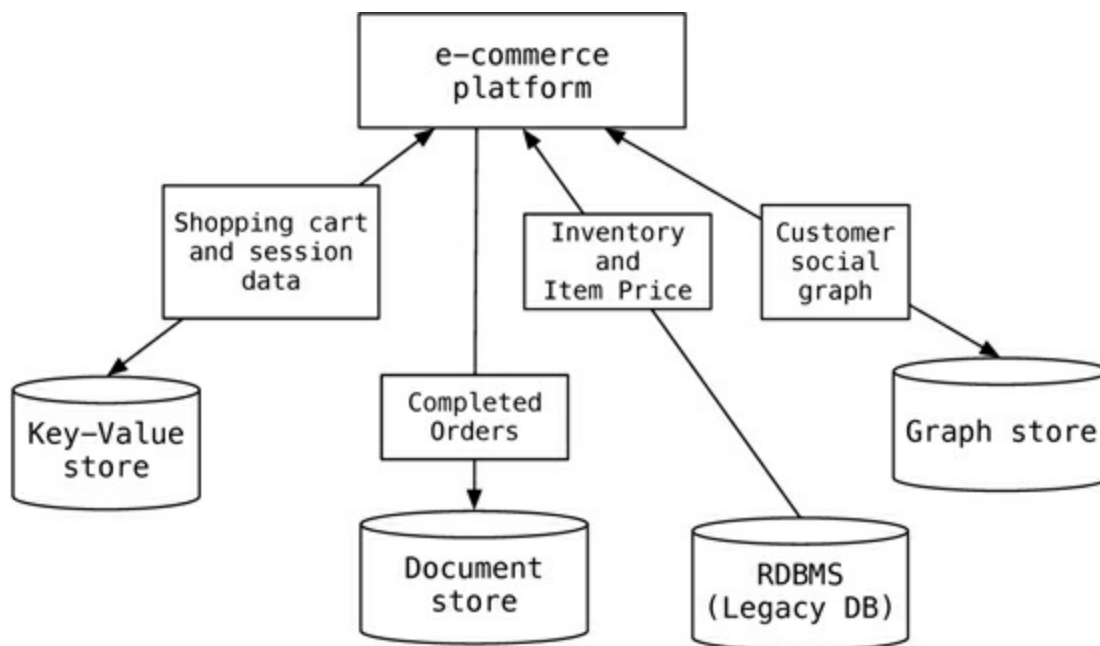 e-commerce
platform
Shopping cart
and session
data
Inventory
and
Item Price
Customer
social
graph
Completed
Orders
Key-Value
store
Graph store
Document
store
RDBMS
(Legacy DB)